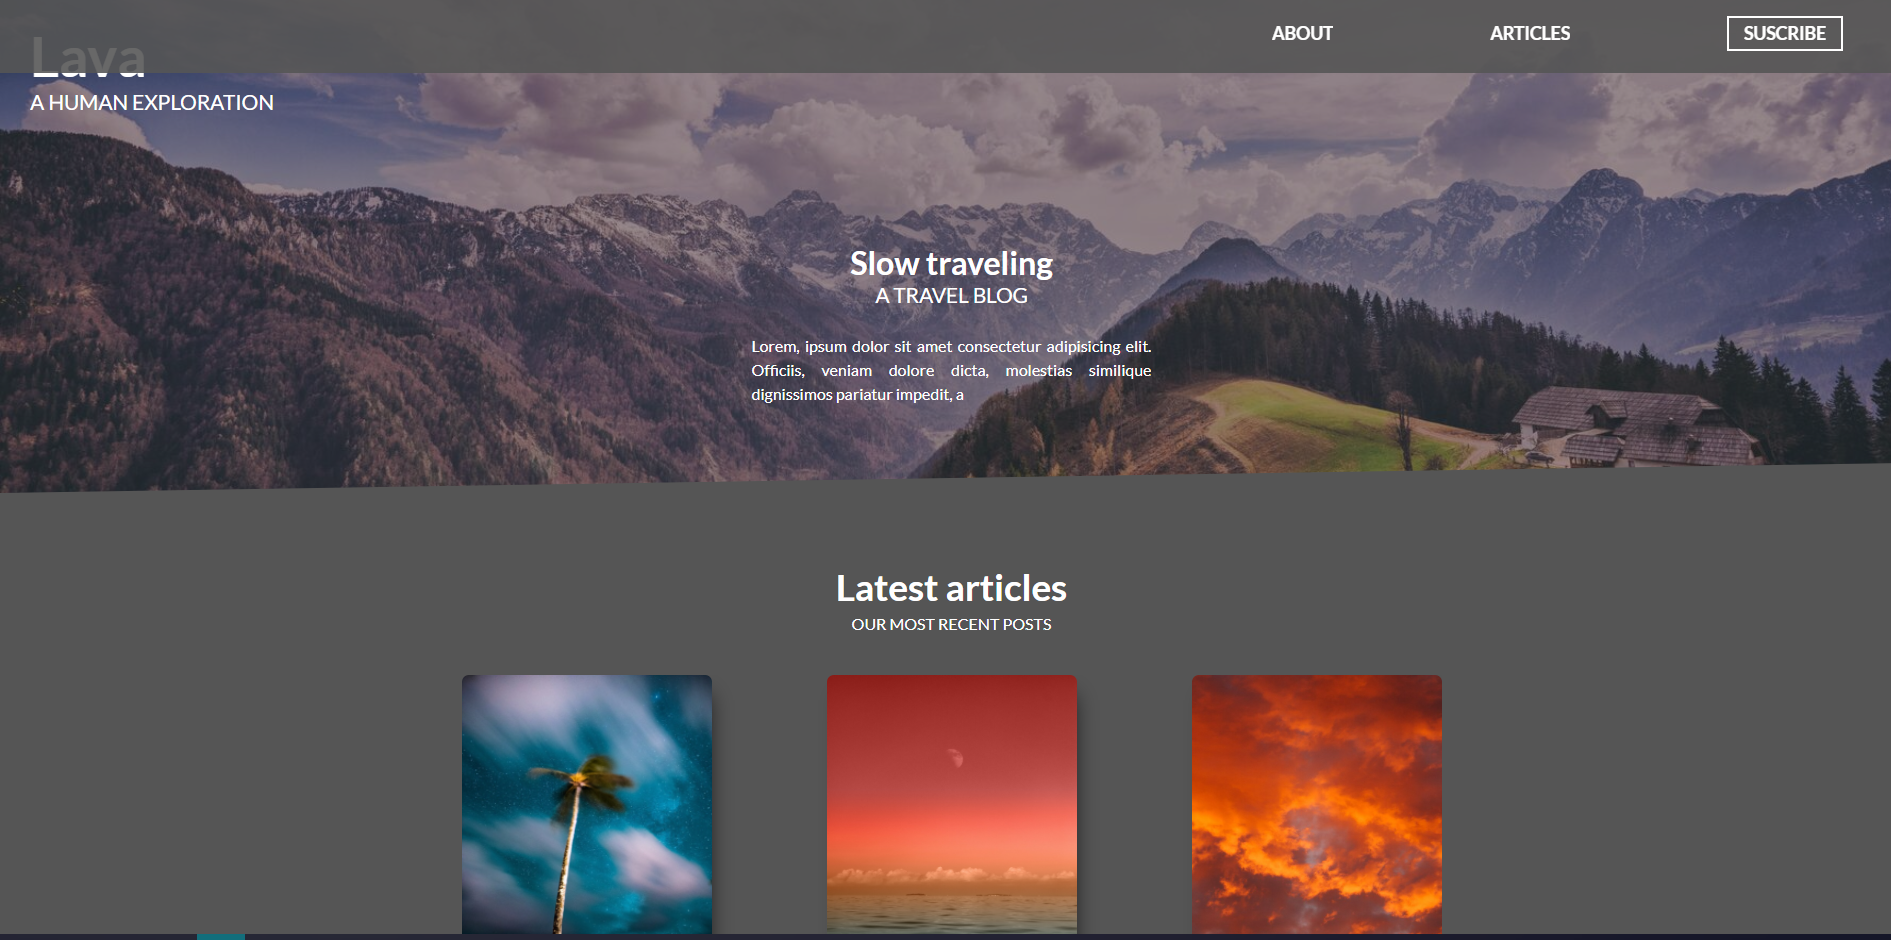 ABOUT ARTICLES SUSCRIBE
Lava
A HUMAN EXPLORATION
Slow traveling
A TRAVEL BLOG
Lorem, ipsum dolor sit amet consectetur adipisicing elit.
Officiis, veniam dolore dicta, molestias similique
dignissimos pariatur impedit, a
Latest articles
OUR MOST RECENT POSTS